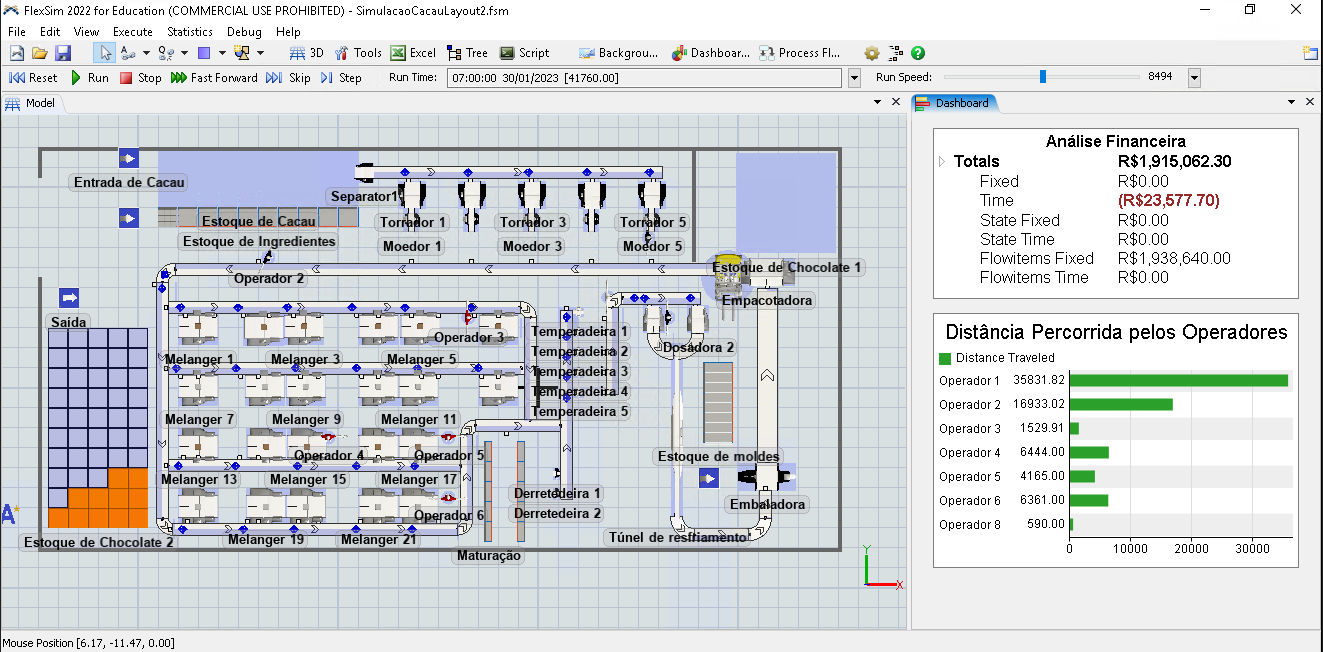 FlexSim 2022 for Education (COMMERCIAL USE PROHIBITED) - SimulacaoCacauLayout2.fsm
File Edit View Execute Statistics Debug Help
3D Tools Excel Tree Script Backgrou... Dashboar... Process Fl...
Reset Run Stop Fast Forward Skip Step Run Time: 07:00:00 30/01/2023 [41760.00] Run Speed: 8494
Model
Entrada de Cacau
Separator1
Estoque de Cacau
Torrador 1 Torrador 3 Torrador 5
Estoque de Ingredientes
Moedor 1 Moedor 3 Moedor 5
Operador 2
Estoque de Chocolate 1
Empacotadora
Saída
Operador 3
Temperadeira 1
Dosadora 2
Temperadeira 2
Melanger 1 Melanger 3 Melanger 5
Temperadeira 3
Temperadeira 4
Temperadeira 5
Melanger 7 Melanger 9 Melanger 11
Operador 4 Operador 5
Estoque de moldes
Melanger 13 Melanger 15 Melanger 17
Derretedeira 1
Embaladora
Derretedeira 2
Operador 6
Estoque de Chocolate 2
Melanger 19 Melanger 21
Túnel de resfriamento
Maturação
A
Y
X
Dashboard
Análise Financeira
Totals R$1,915,062.30
Fixed R$0.00
Time (R$23,577.70)
State Fixed R$0.00
State Time R$0.00
Flowitems Fixed R$1,938,640.00
Flowitems Time R$0.00
Distância Percorrida pelos Operadores
Distance Traveled
Operador 1 35831.82
Operador 2 16933.02
Operador 3 1529.91
Operador 4 6444.00
Operador 5 4165.00
Operador 6 6361.00
Operador 8 590.00
0 10000 20000 30000
Mouse Position [6.17, -11.47, 0.00]